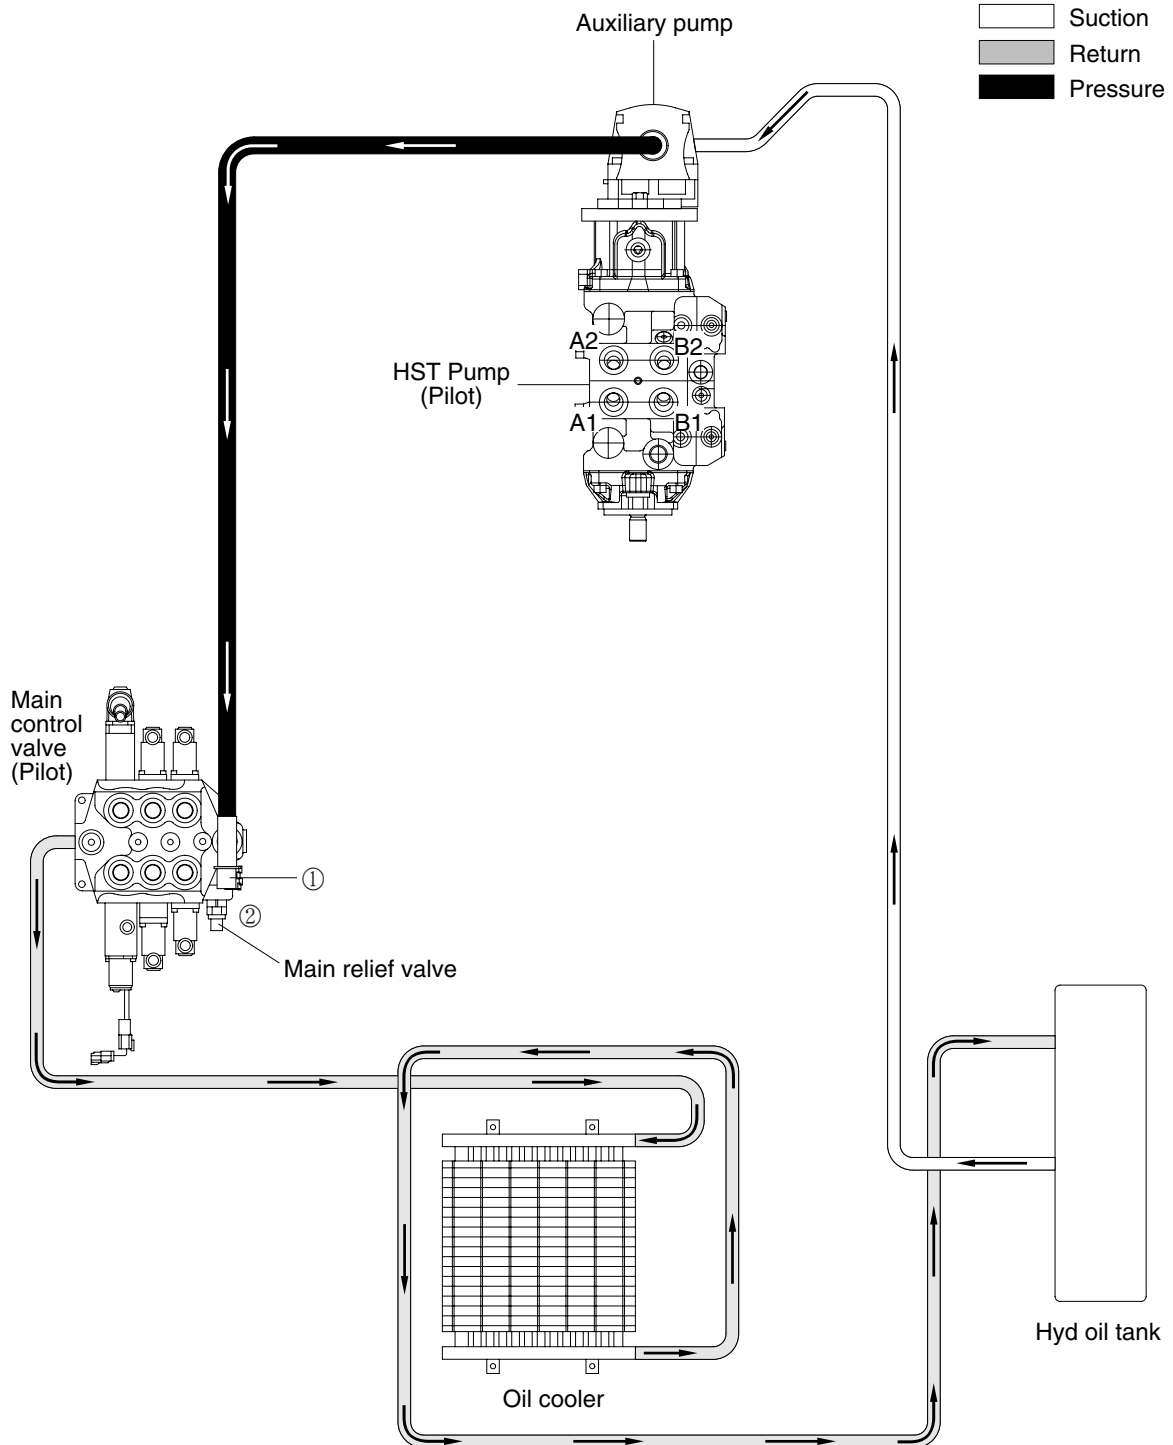 Auxiliary pump
Suction
Return
Pressure
A2
B2
HST Pump
(Pilot)
A1
B1
Main
control
valve
(Pilot)
①
②
Main relief valve
Hyd oil tank
Oil cooler